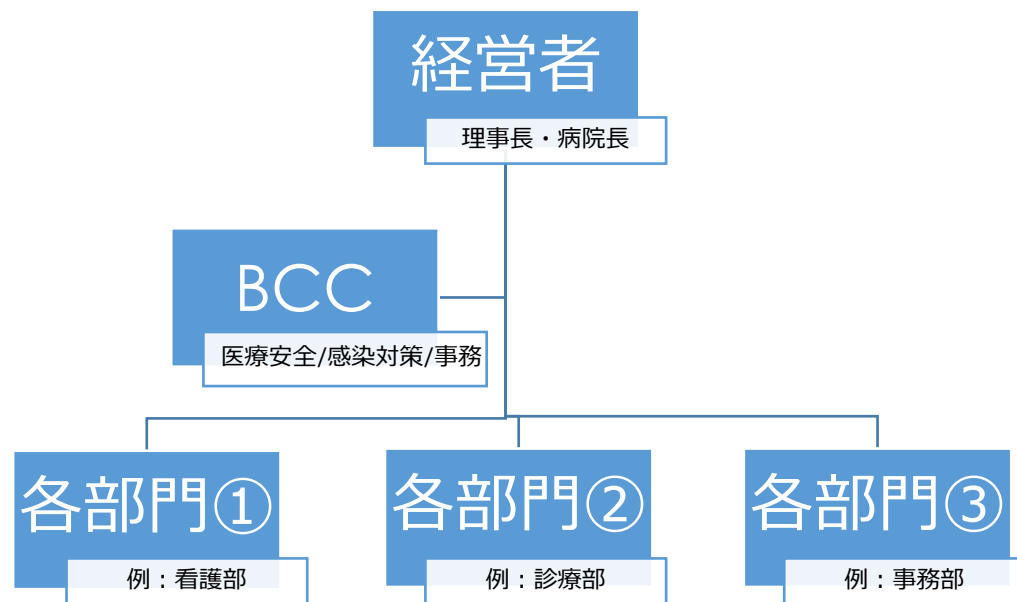 経営者
理事長・病院長
BCC
医療安全/感染対策/事務
各部門①
例：看護部
各部門②
例：診療部
各部門③
例：事務部